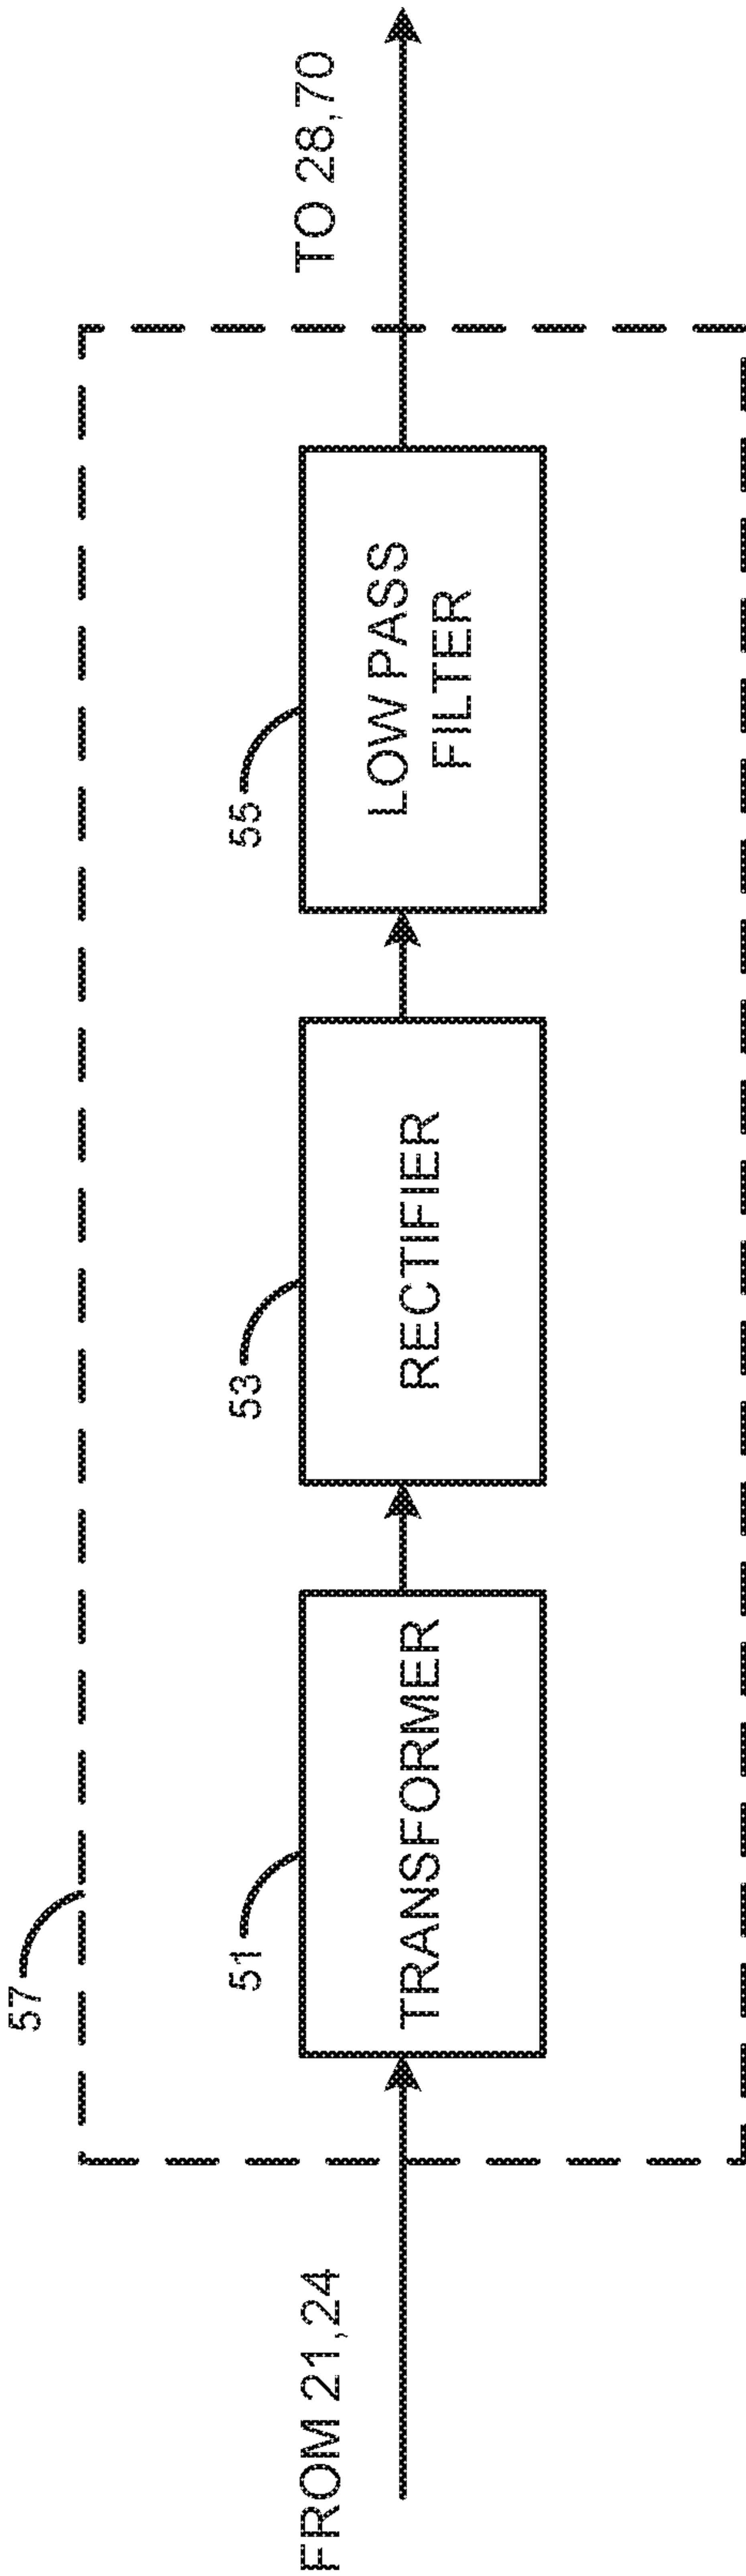 57
FROM 21,24
51
TRANSFORMER
53
RECTIFIER
55
LOW PASS
FILTER
TO 28,70